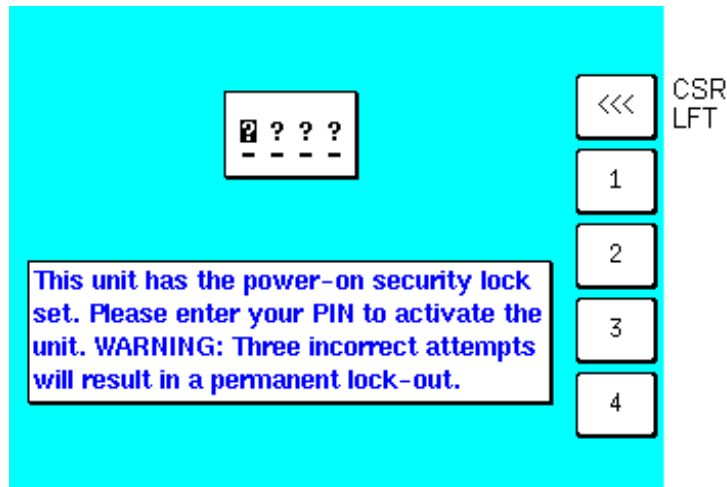 ? ? ? ?
<<<
CSR
LFT
1
2
3
4
This unit has the power-on security lock
set. Please enter your PIN to activate the
unit. WARNING: Three incorrect attempts
will result in a permanent lock-out.